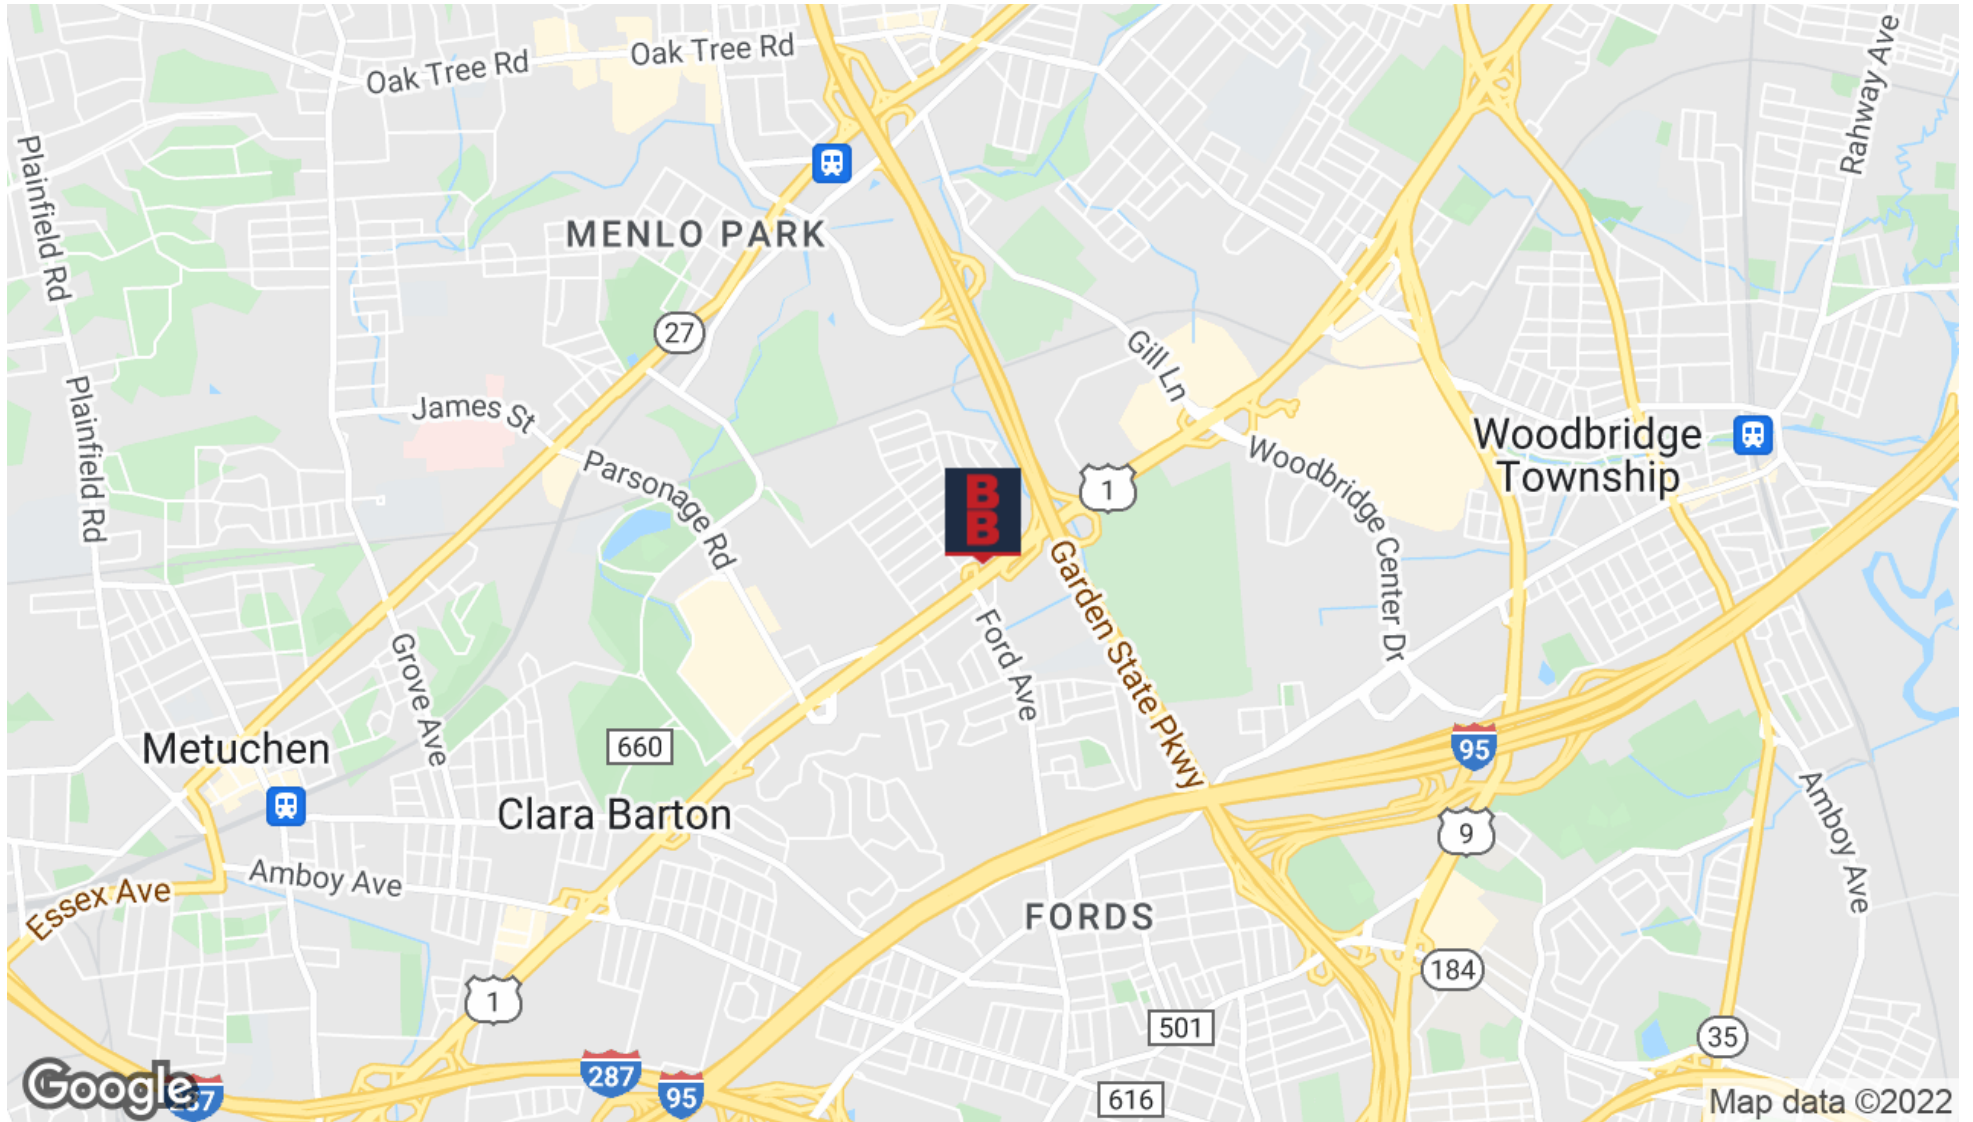 Oak Tree Rd
Oak Tree Rd
Rahway Ave
Plainfield Rd
MENLO PARK
27
Gill Ln
Plainfield Rd
James St
Parsonage Rd
B
B
1
Woodbridge Center Dr
Woodbridge
Township
Garden State Pkwy
Ford Ave
Grove Ave
Metuchen
660
95
Clara Barton
9
Amboy Ave
Amboy Ave
Essex Ave
FORDS
184
1
501
35
287
95
616
Google
287
Map data ©2022